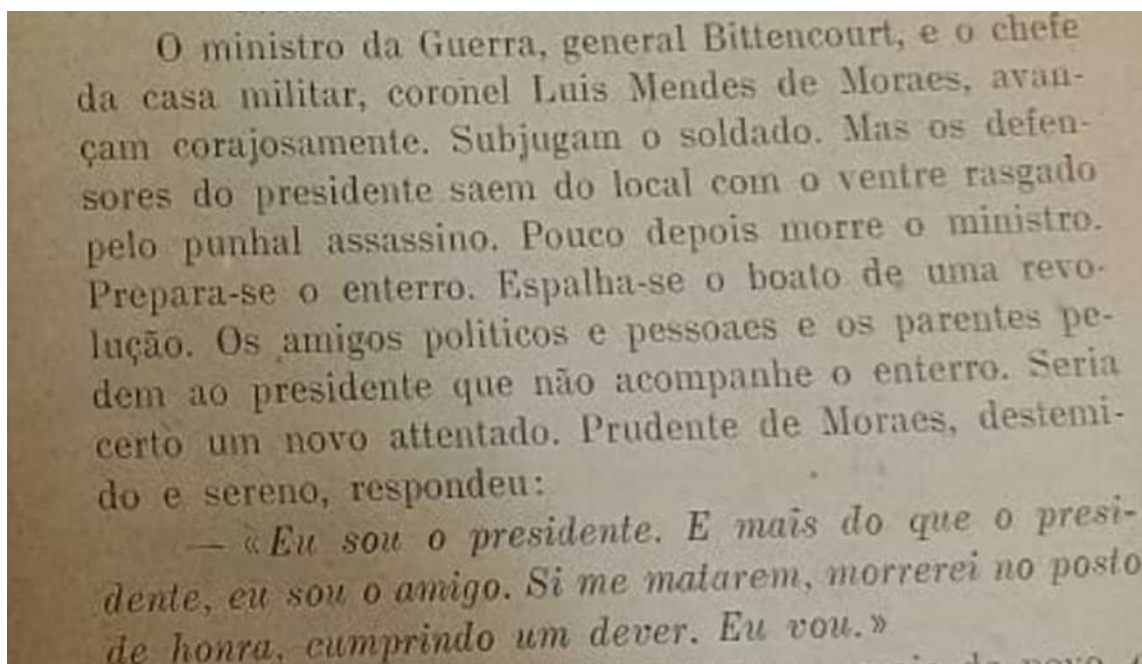 O ministro da Guerra, general Bittencourt, e o chefe
da casa militar, coronel Luis Mendes de Moraes, avan-
çam corajosamente. Subjugam o soldado. Mas os defen-
sores do presidente saem do local com o ventre rasgado
pelo punhal assassino. Pouco depois morre o ministro.
Prepara-se o enterro. Espalha-se o boato de uma revo-
lução. Os amigos politicos e pessoaes e os parentes pe-
dem ao presidente que não acompanhe o enterro. Seria
certo um novo attentado. Prudente de Moraes, destemi-
do e sereno, respondeu:
— «Eu sou o presidente. E mais do que o presi-
dente, eu sou o amigo. Si me matarem, morrerei no posto
de honra, cumprindo um dever. Eu vou.»